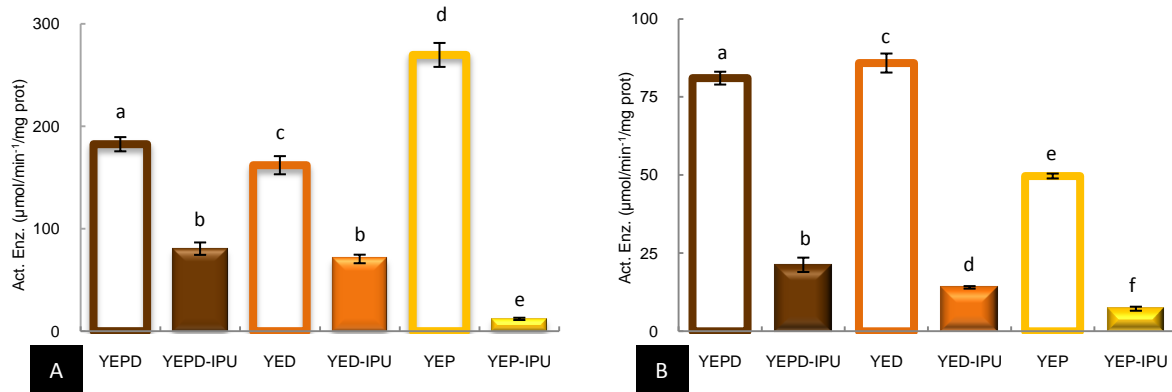 300
200
100
0
Act. Enz. (µmol/min⁻¹/mg prot)
a
b
c
b
d
e
YEPD
YEPD-IPU
YED
YED-IPU
YEP
YEP-IPU
A
100
75
50
25
0
Act. Enz. (µmol/min⁻¹/mg prot)
a
b
c
d
e
f
YEPD
YEPD-IPU
YED
YED-IPU
YEP
YEP-IPU
B